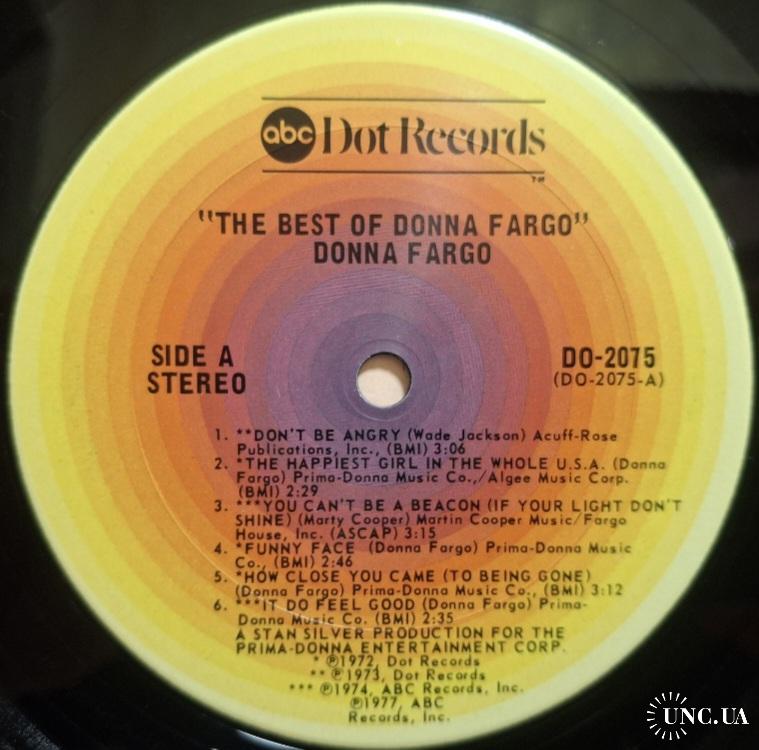 abc Dot Records
TM
"THE BEST OF DONNA FARGO"
DONNA FARGO
SIDE A
STEREO
DO-2075
(DO-2075-A)
1. **DON'T BE ANGRY (Wade Jackson) Acuff-Rose
Publications, Inc., (BMI) 3:06
2. *THE HAPPIEST GIRL IN THE WHOLE U.S.A. (Donna
Fargo) Prima-Donna Music Co.,/Algee Music Corp.
(BMI) 2:29
3. ***YOU CAN'T BE A BEACON (IF YOUR LIGHT DON'T
SHINE) (Marty Cooper) Martin Cooper Music/Fargo
House, Inc. (ASCAP) 3:15
4. *FUNNY FACE (Donna Fargo) Prima-Donna Music
Co., (BMI) 2:46
5. *HOW CLOSE YOU CAME (TO BEING GONE)
(Donna Fargo) Prima-Donna Music Co., (BMI) 3:12
6. ***IT DO FEEL GOOD (Donna Fargo) Prima-
Donna Music Co. (BMI) 2:35
A STAN SILVER PRODUCTION FOR THE
PRIMA-DONNA ENTERTAINMENT CORP.
* ℗1972, Dot Records
** ℗1973, Dot Records
*** ℗1974, ABC Records, Inc.
℗1977, ABC
Records, Inc.
UNC.UA